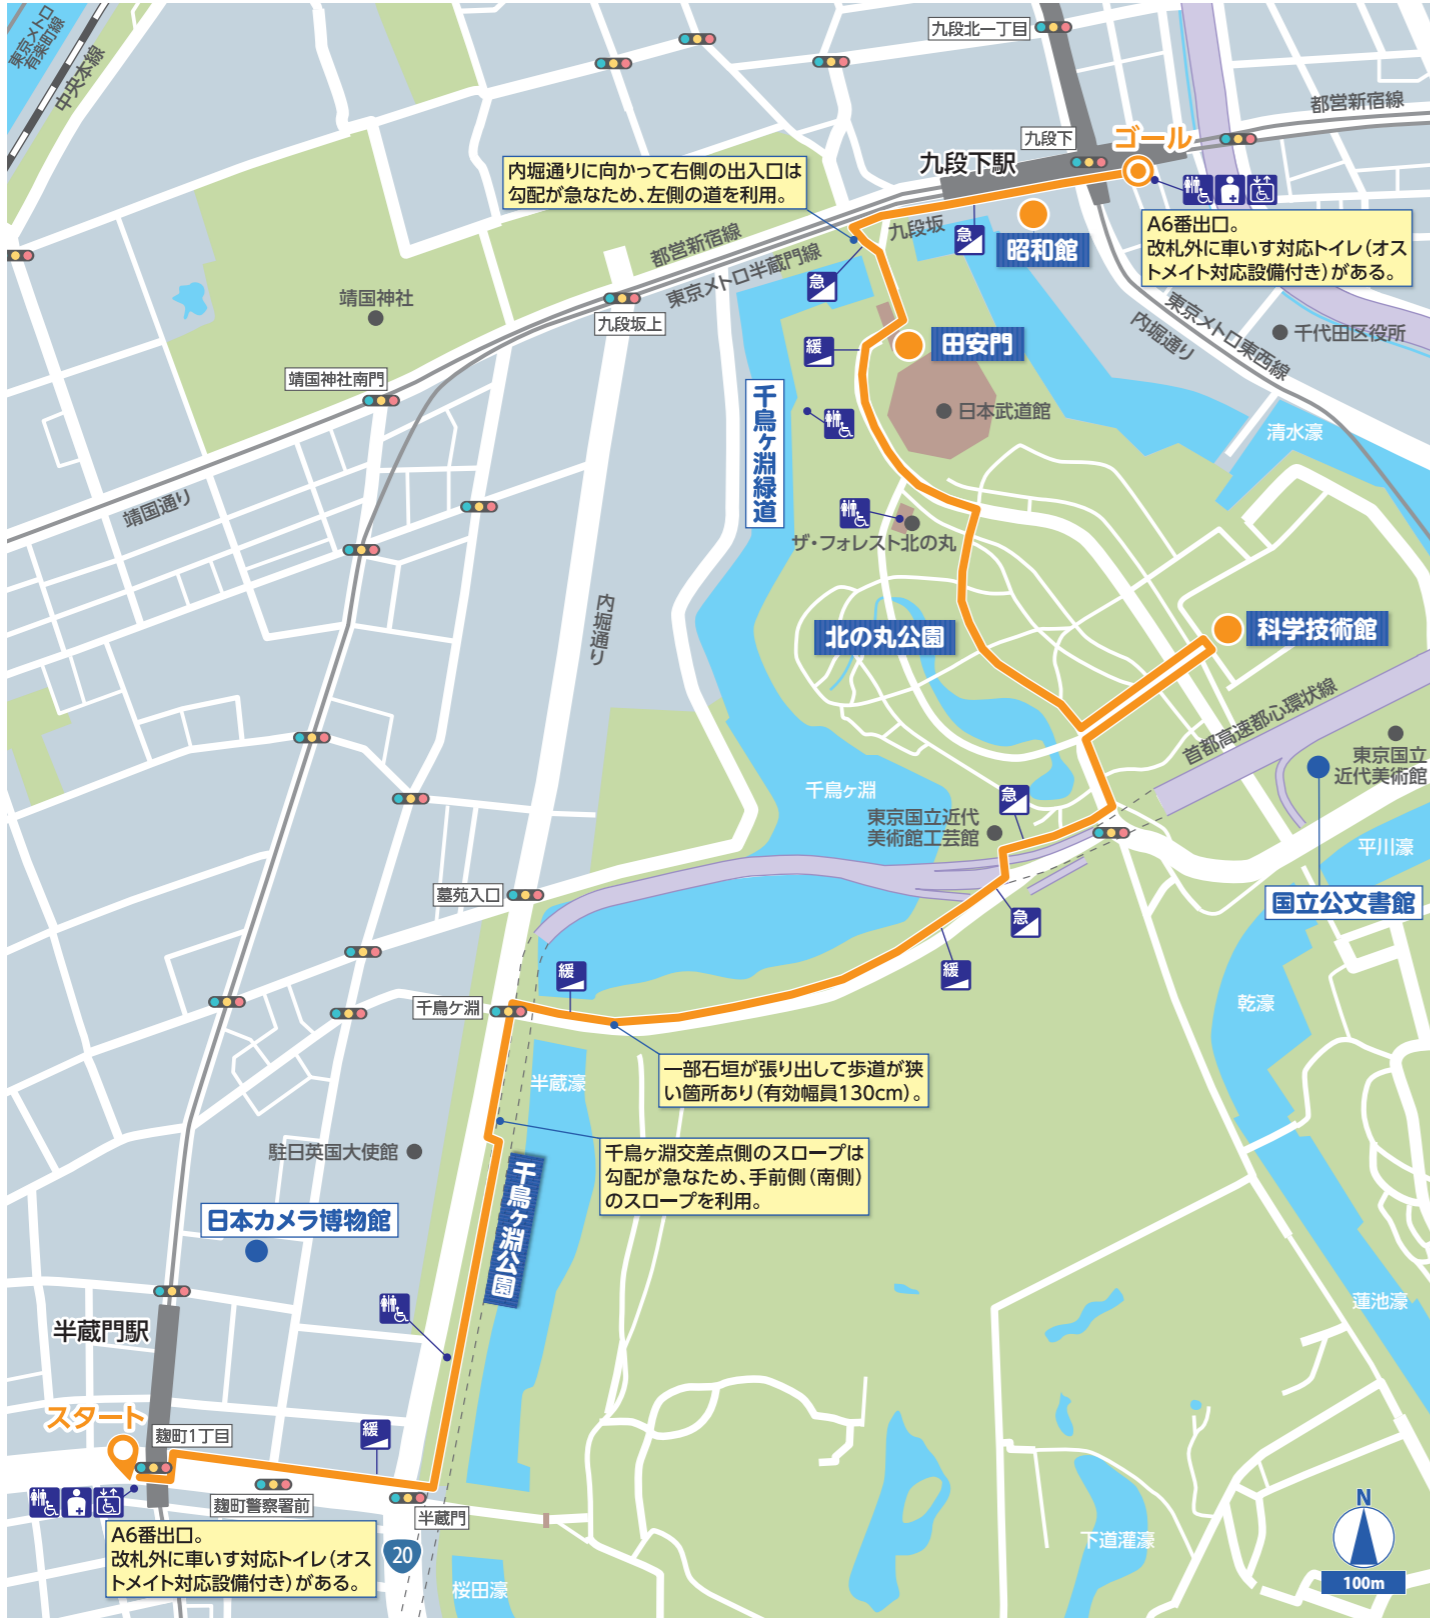 東京メトロ
有楽町線
中央本線
九段北一丁目
都営新宿線
九段下
ゴール
九段下駅
内堀通りに向かって右側の出入口は
勾配が急なため、左側の道を利用。
九段坂
急
昭和館
A6番出口。
改札外に車いす対応トイレ(オス
トメイト対応設備付き)がある。
都営新宿線
東京メトロ半蔵門線
急
靖国神社
九段坂上
東京メトロ東西線
内堀通り
千代田区役所
緩
田安門
靖国神社南門
千鳥ヶ淵緑道
日本武道館
清水濠
靖国通り
ザ・フォレスト北の丸
内堀通り
北の丸公園
科学技術館
首都高速都心環状線
東京国立
近代美術館
千鳥ヶ淵
急
東京国立近代
美術館工芸館
平川濠
墓苑入口
国立公文書館
急
緩
緩
千鳥ケ淵
乾濠
一部石垣が張り出して歩道が狭
い箇所あり(有効幅員130cm)。
半蔵濠
駐日英国大使館
千鳥ヶ淵交差点側のスロープは
勾配が急なため、手前側(南側)
のスロープを利用。
千鳥ヶ淵公園
日本カメラ博物館
蓮池濠
半蔵門駅
スタート
麹町1丁目
緩
麹町警察署前
半蔵門
A6番出口。
改札外に車いす対応トイレ(オス
トメイト対応設備付き)がある。
20
桜田濠
下道灌濠
N
100m